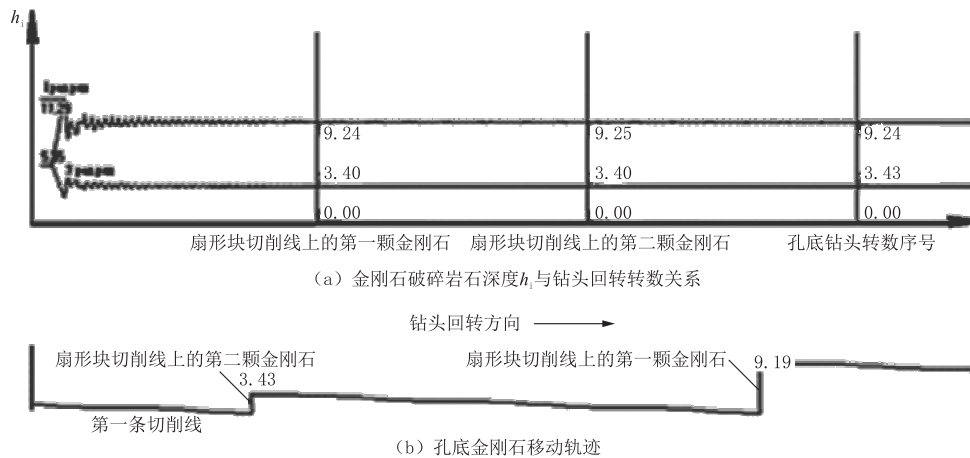 hi
11.29
9.24
9.25
9.24
3.40
3.40
3.43
0.00
0.00
0.00
扇形块切削线上的第一颗金刚石
扇形块切削线上的第二颗金刚石
孔底钻头转数序号
(a) 金刚石破碎岩石深度hi与钻头回转转数关系
钻头回转方向
扇形块切削线上的第二颗金刚石
扇形块切削线上的第一颗金刚石
9.19
3.43
第一条切削线
(b) 孔底金刚石移动轨迹